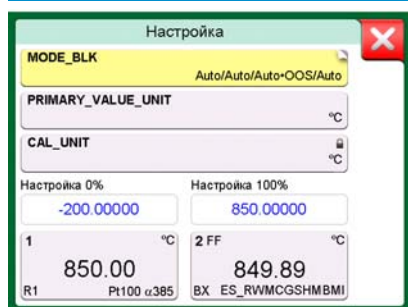 Настройка
MODE_BLK
Auto/Auto/Auto•OOS/Auto
PRIMARY_VALUE_UNIT
°C
CAL_UNIT
°C
Настройка 0% Настройка 100%
-200.00000 850.00000
1 °C 2 FF °C
850.00 849.89
R1 Pt100 α385 BX ES_RWMCGSHMBMI